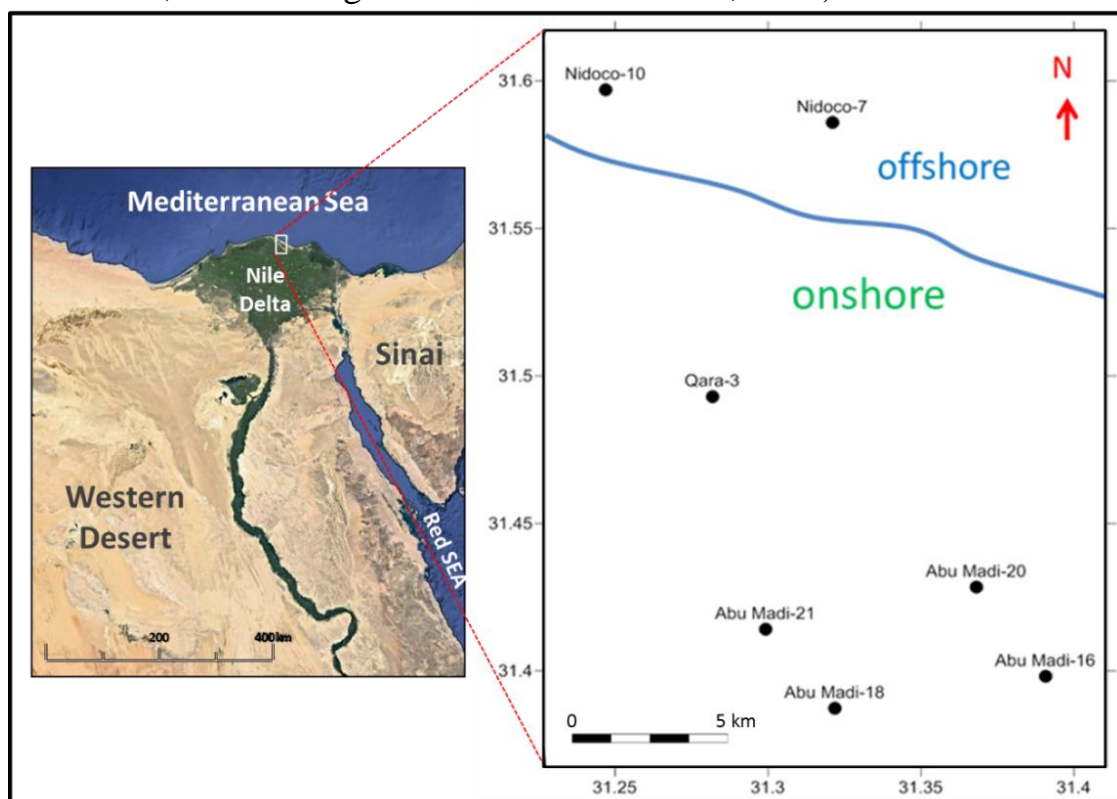 Mediterranean Sea
Nile
Delta
Sinai
Western
Desert
Red SEA
200
400 km
31.6
31.55
31.5
31.45
31.4
Nidoco-10
Nidoco-7
N
offshore
onshore
Qara-3
Abu Madi-20
Abu Madi-21
Abu Madi-16
Abu Madi-18
0
5 km
31.25
31.3
31.35
31.4